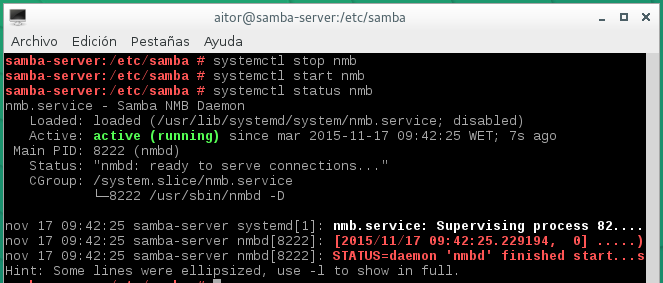 aitor@samba-server:/etc/samba
Archivo Edición Pestañas Ayuda
samba-server:/etc/samba # systemctl stop nmb
samba-server:/etc/samba # systemctl start nmb
samba-server:/etc/samba # systemctl status nmb
nmb.service - Samba NMB Daemon
   Loaded: loaded (/usr/lib/systemd/system/nmb.service; disabled)
   Active: active (running) since mar 2015-11-17 09:42:25 WET; 7s ago
 Main PID: 8222 (nmbd)
   Status: "nmbd: ready to serve connections..."
   CGroup: /system.slice/nmb.service
           └─8222 /usr/sbin/nmbd -D

nov 17 09:42:25 samba-server systemd[1]: nmb.service: Supervising process 82....
nov 17 09:42:25 samba-server nmbd[8222]: [2015/11/17 09:42:25.229194,  0] .....)
nov 17 09:42:25 samba-server nmbd[8222]: STATUS=daemon 'nmbd' finished start...s
Hint: Some lines were ellipsized, use -l to show in full.
samba-server:/etc/samba #